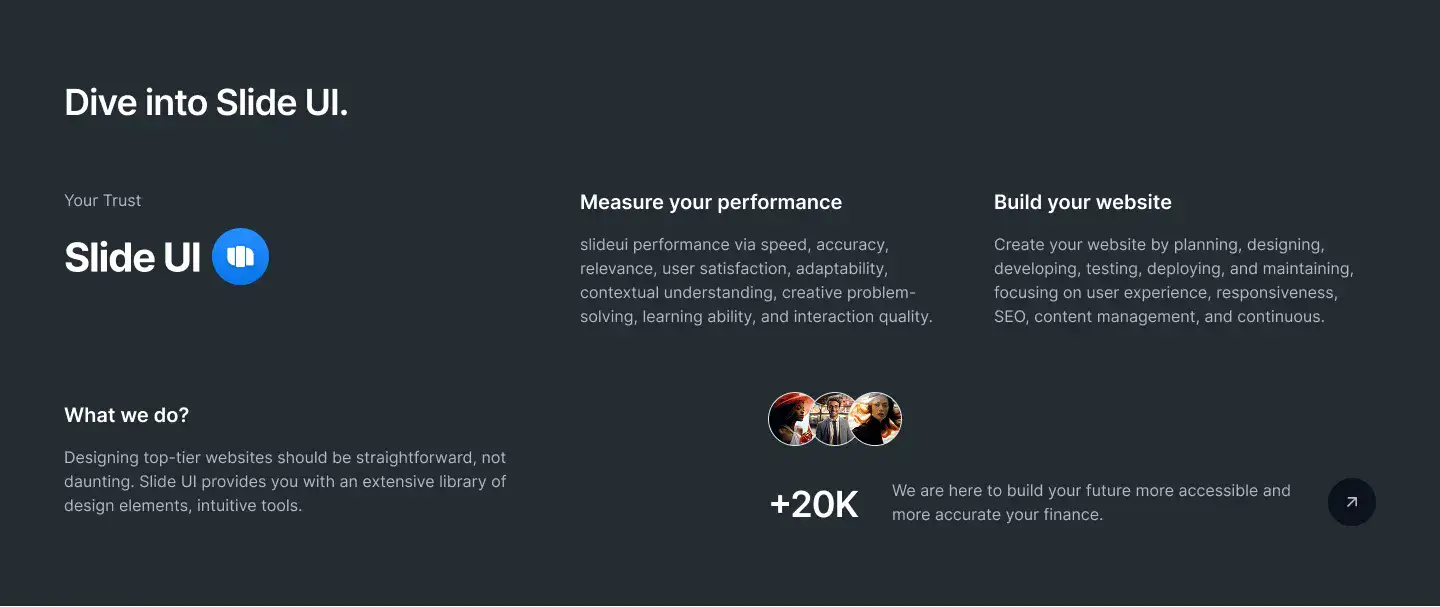 Dive into Slide UI.
Your Trust
Slide UI
Measure your performance
slideui performance via speed, accuracy,
relevance, user satisfaction, adaptability,
contextual understanding, creative problem-
solving, learning ability, and interaction quality.
Build your website
Create your website by planning, designing,
developing, testing, deploying, and maintaining,
focusing on user experience, responsiveness,
SEO, content management, and continuous.
What we do?
Designing top-tier websites should be straightforward, not
daunting. Slide UI provides you with an extensive library of
design elements, intuitive tools.
+20K
We are here to build your future more accessible and
more accurate your finance.